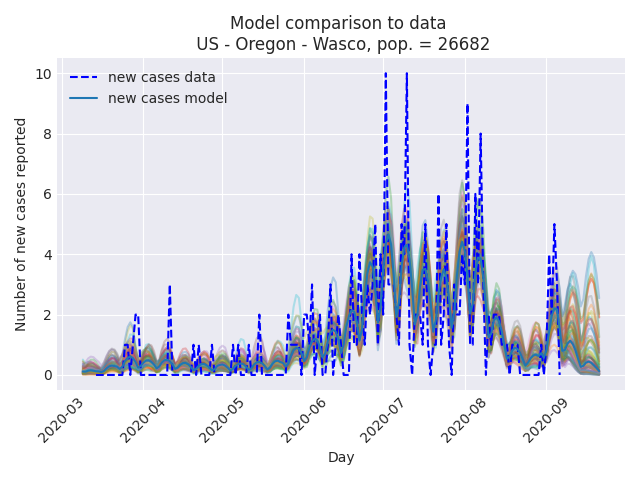 Model comparison to data
US - Oregon - Wasco, pop. = 26682
new cases data
new cases model
Number of new cases reported
10
8
6
4
2
0
2020-03
2020-04
2020-05
2020-06
2020-07
2020-08
2020-09
Day